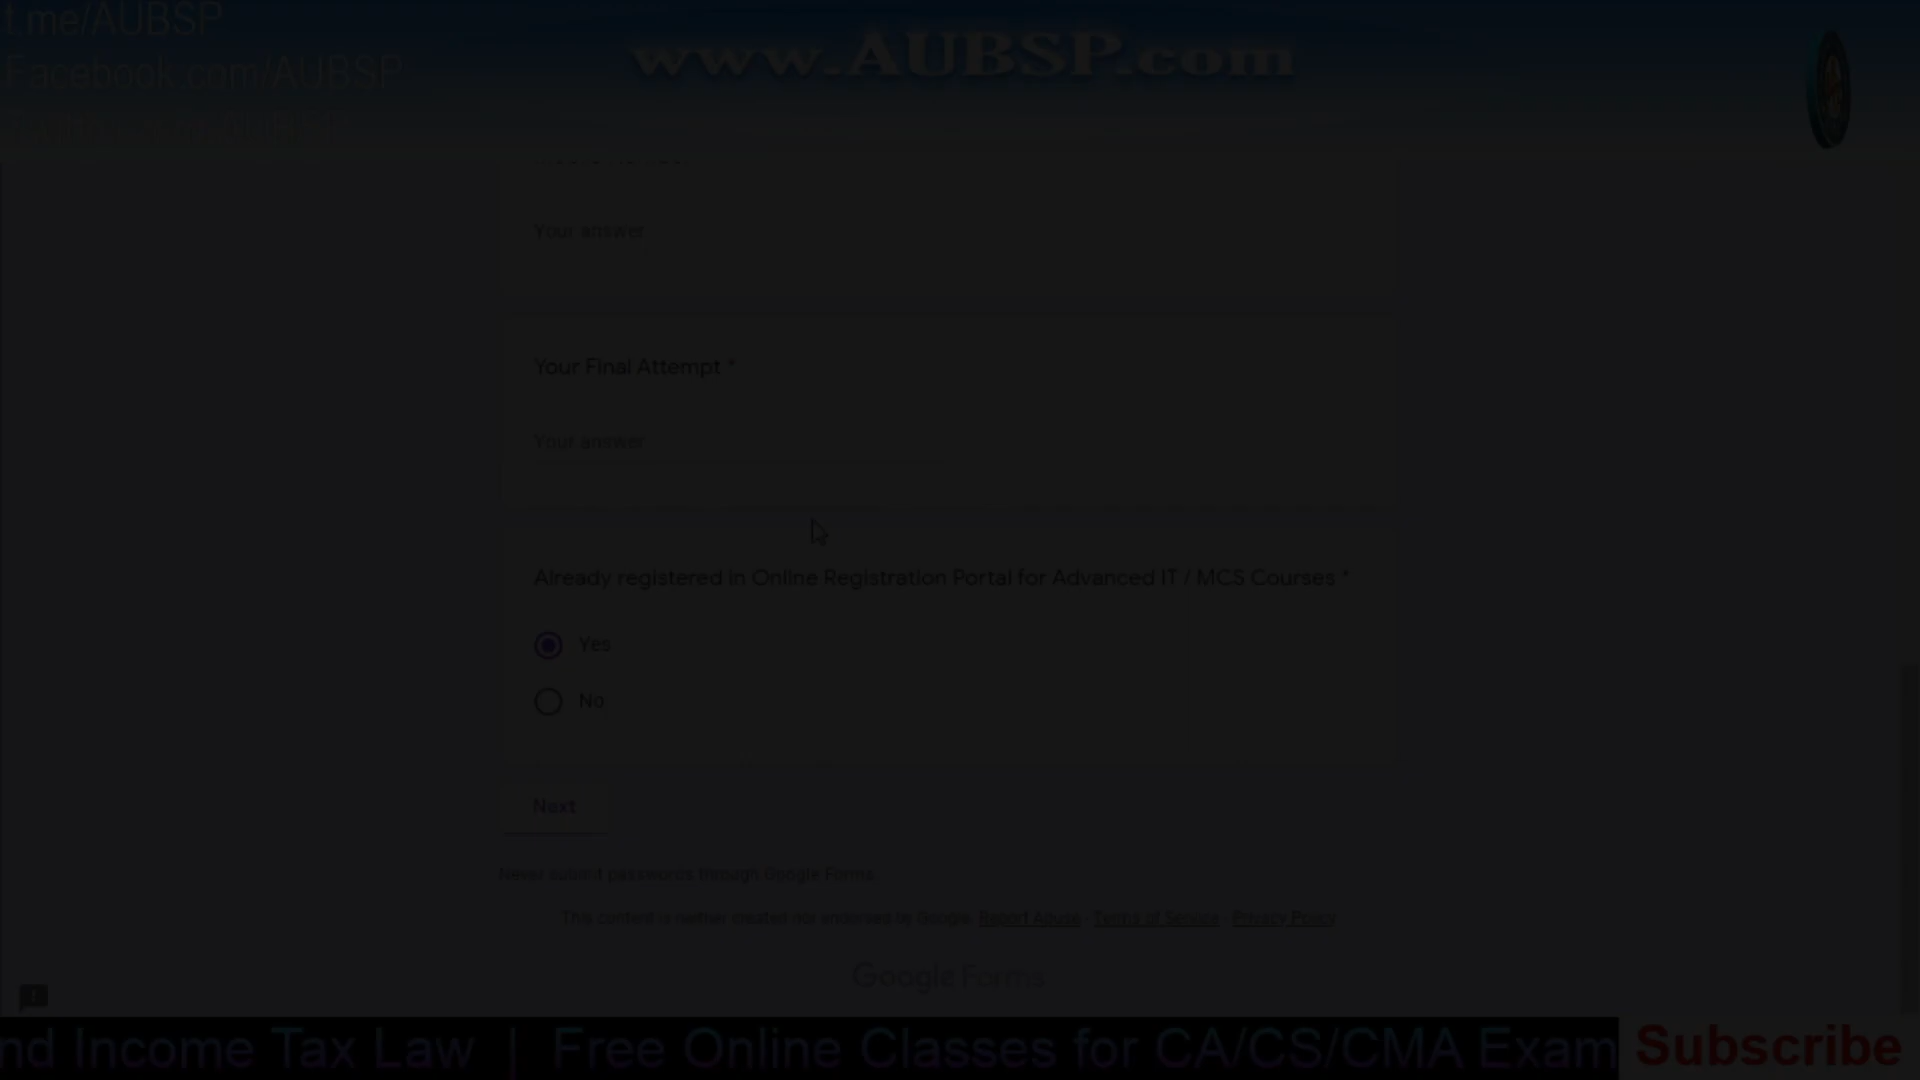 t.me/AUBSP
www.AUBSP.com
Facebook.com/AUBSP
Your answer
Your Final Attempt *
Your answer
Already registered in Online Registration Portal for Advanced IT / MCS Courses *
Yes
No
Next
Never submit passwords through Google Forms.
This content is neither created nor endorsed by Google. Report Abuse - Terms of Service - Privacy Policy
Google Forms
nd Income Tax Law | Free Online Classes for CA/CS/CMA Exam
Subscribe